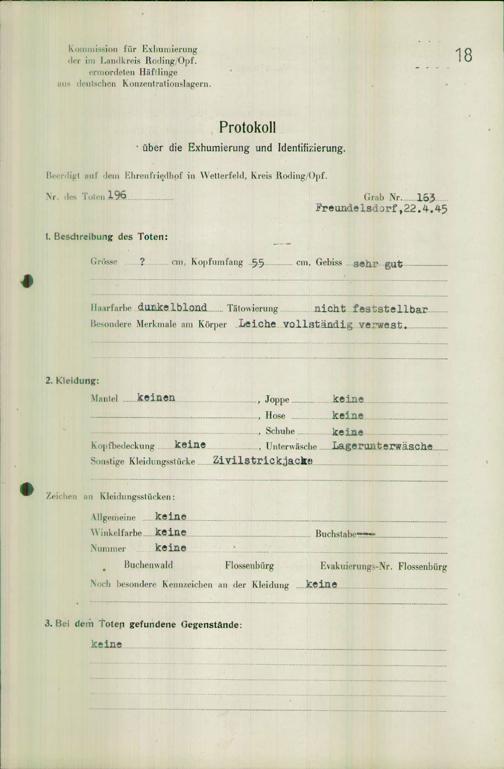 Kommission für Exhumierung
der im Landkreis Roding/Opf.
ermordeten Häftlinge
aus deutschen Konzentrationslagern.
18
Protokoll
über die Exhumierung und Identifizierung.
Beerdigt auf dem Ehrenfriedhof in Wetterfeld, Kreis Roding/Opf.
Nr. des Toten 196 Grab Nr. 163
Freundelsdorf, 22.4.45
1. Beschreibung des Toten:
Grösse ? cm, Kopfumfang 55 cm, Gebiss sehr gut
Haarfarbe dunkelblond Tätowierung nicht feststellbar
Besondere Merkmale am Körper Leiche vollständig verwest.
2. Kleidung:
Mantel keinen, Joppe keine
, Hose keine
, Schuhe keine
Kopfbedeckung keine, Unterwäsche Lagerunterwäsche
Sonstige Kleidungsstücke Zivilstrickjacke
Zeichen an Kleidungsstücken:
Allgemeine keine
Winkelfarbe keine Buchstabe ---
Nummer keine
Buchenwald Flossenbürg Evakuierungs-Nr. Flossenbürg
Noch besondere Kennzeichen an der Kleidung keine
3. Bei dem Toten gefundene Gegenstände:
keine